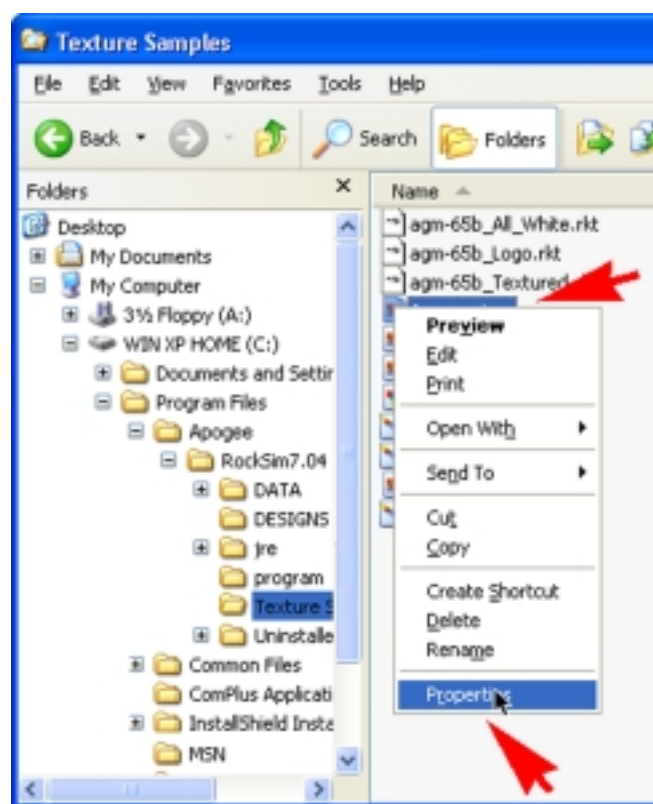 Texture Samples
File Edit View Favorites Tools Help
Back Search Folders
Folders
Desktop
My Documents
My Computer
3½ Floppy (A:)
WIN XP HOME (C:)
Documents and Settin
Program Files
Apogee
RockSim7.04
DATA
DESIGNS
jre
program
Texture S
Uninstalle
Common Files
ComPlus Applicati
InstallShield Insta
MSN
Name
agm-65b_All_White.rkt
agm-65b_Logo.rkt
agm-65b_Textured
Preview
Edit
Print
Open With
Send To
Cut
Copy
Create Shortcut
Delete
Rename
Properties